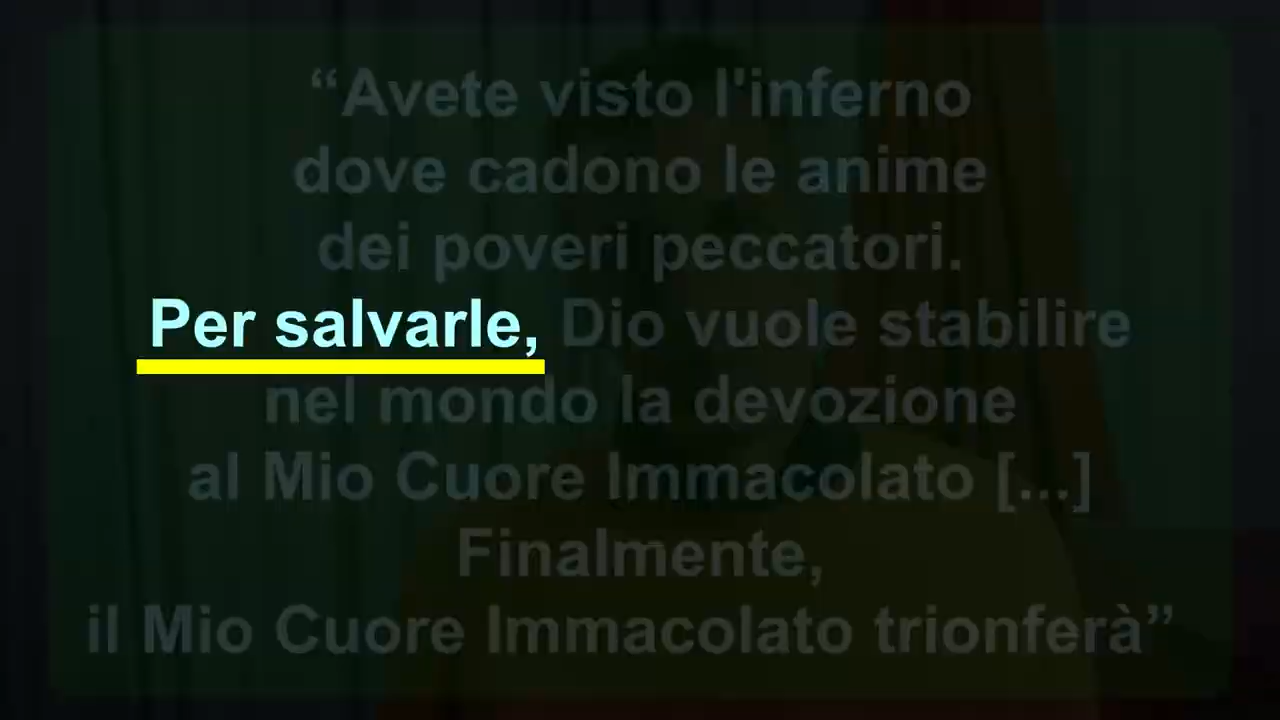 “Avete visto l'inferno
dove cadono le anime
dei poveri peccatori.
Per salvarle, Dio vuole stabilire
nel mondo la devozione
al Mio Cuore Immacolato [...]
Finalmente,
il Mio Cuore Immacolato trionferà”